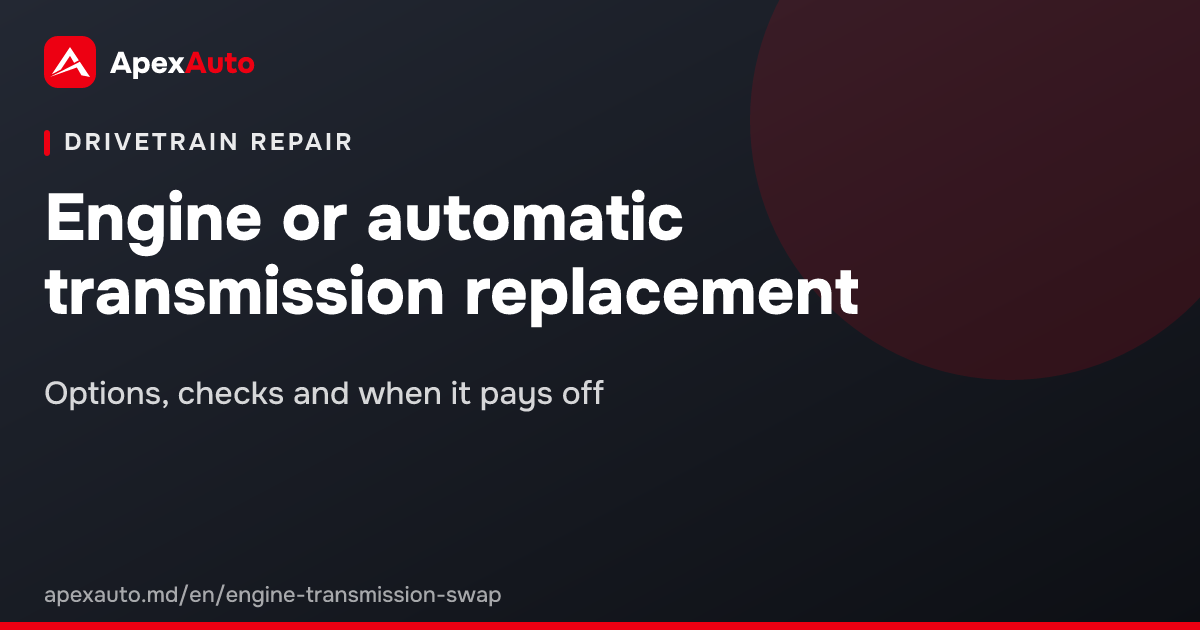 ApexAuto
DRIVETRAIN REPAIR
Engine or automatic
transmission replacement
Options, checks and when it pays off
apexauto.md/en/engine-transmission-swap